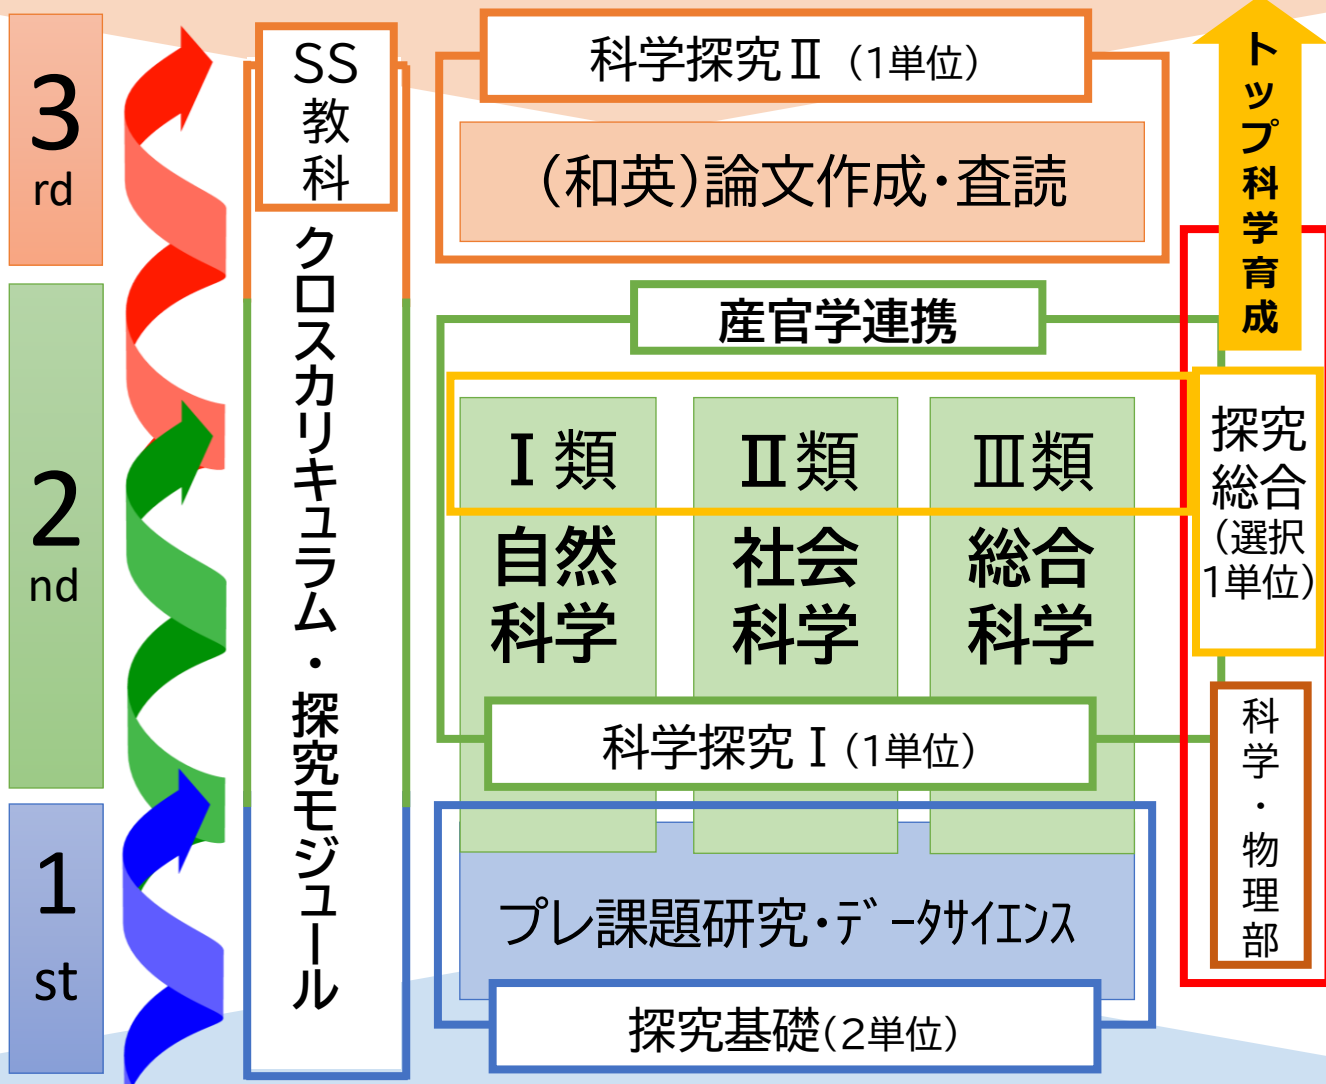 3
rd
2
nd
1
st
SS
教
科
クロスカリキュラム・探究モジュール
科学探究Ⅱ（1単位）
（和英）論文作成・査読
産官学連携
Ⅰ類
自然
科学
Ⅱ類
社会
科学
Ⅲ類
総合
科学
科学探究Ⅰ（1単位）
プレ課題研究・データサイエンス
探究基礎（2単位）
トップ科学育成
探究
総合
（選択
1単位）
科学・物理部